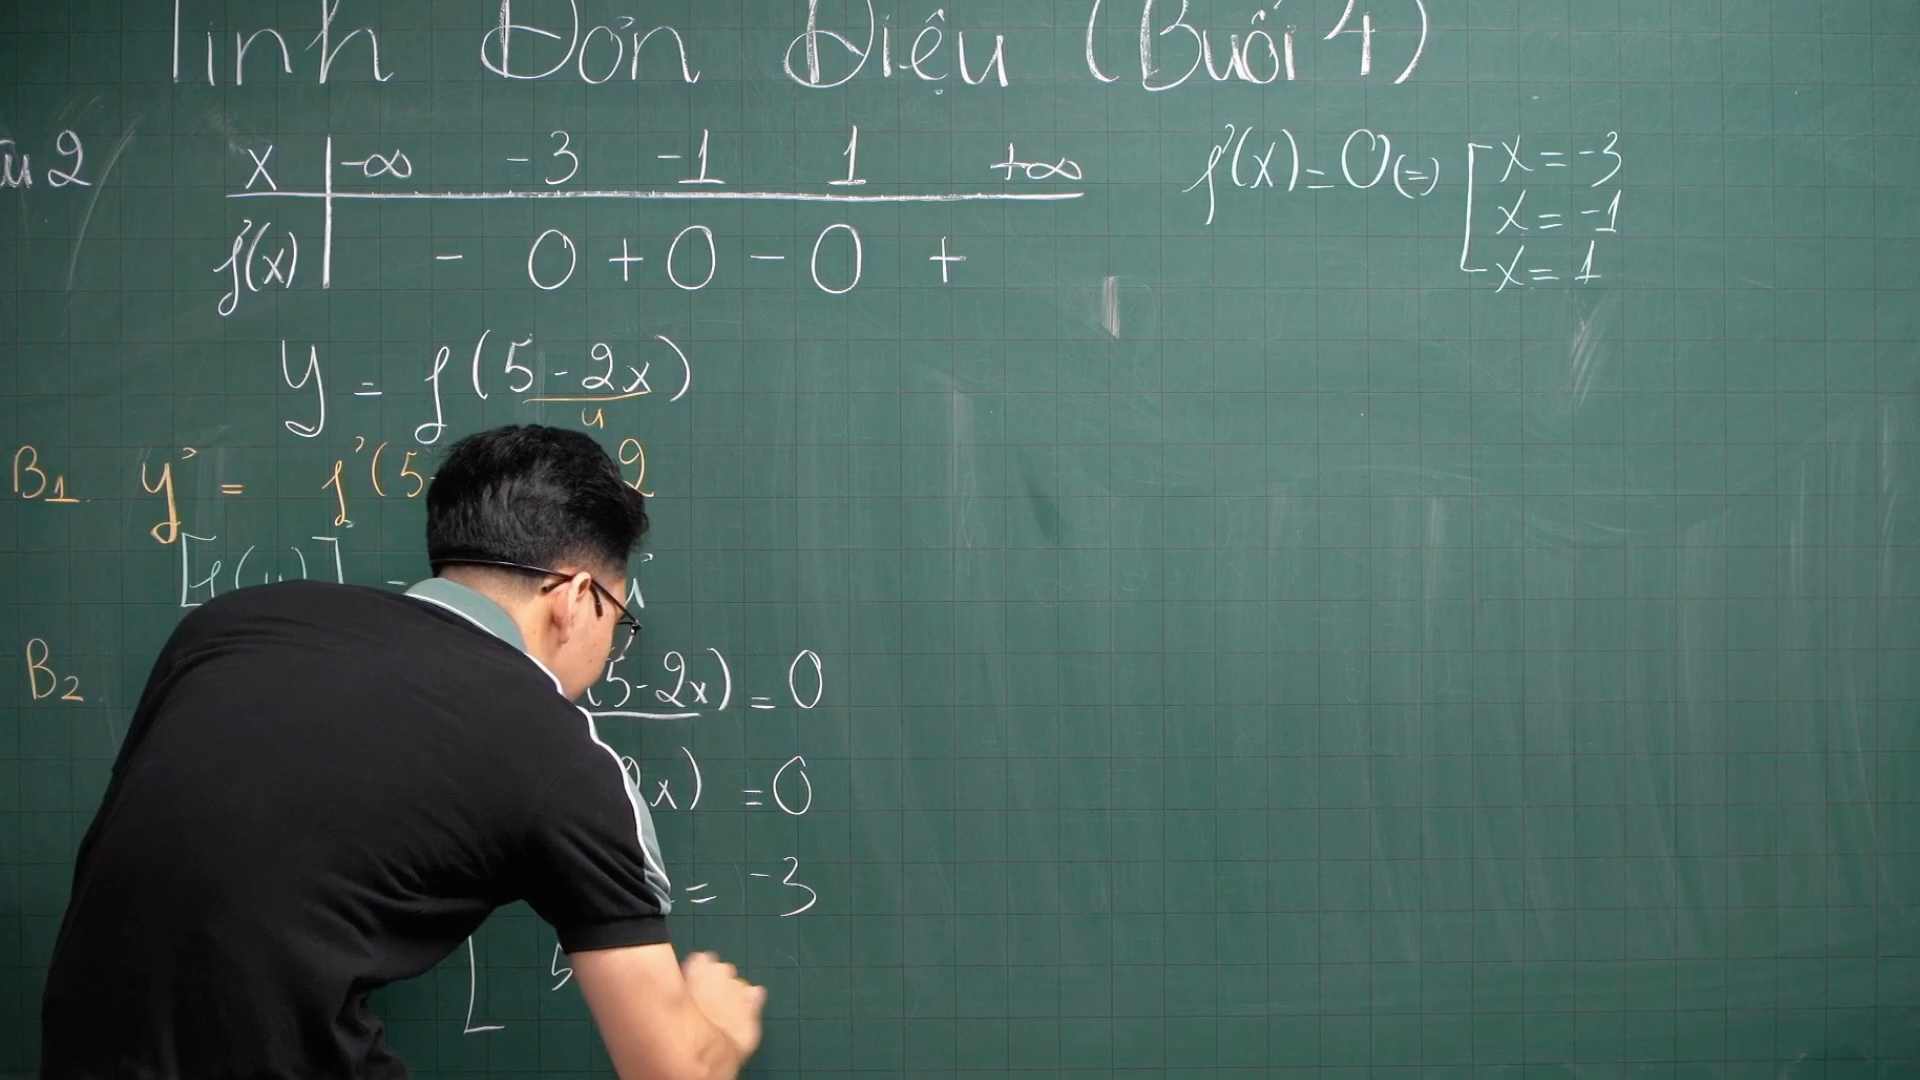 Tính Đơn Điệu (Buổi 4)
2
x -∞ -3 -1 1 +∞
f'(x) - 0 + 0 - 0 +
f'(x) = 0 (=) [ x = -3
x = -1
x = 1
y = f(5-2x)
u
B1. y' = f'(5- 2
B2 (5-2x) = 0
x) = 0
= -3
[ 5